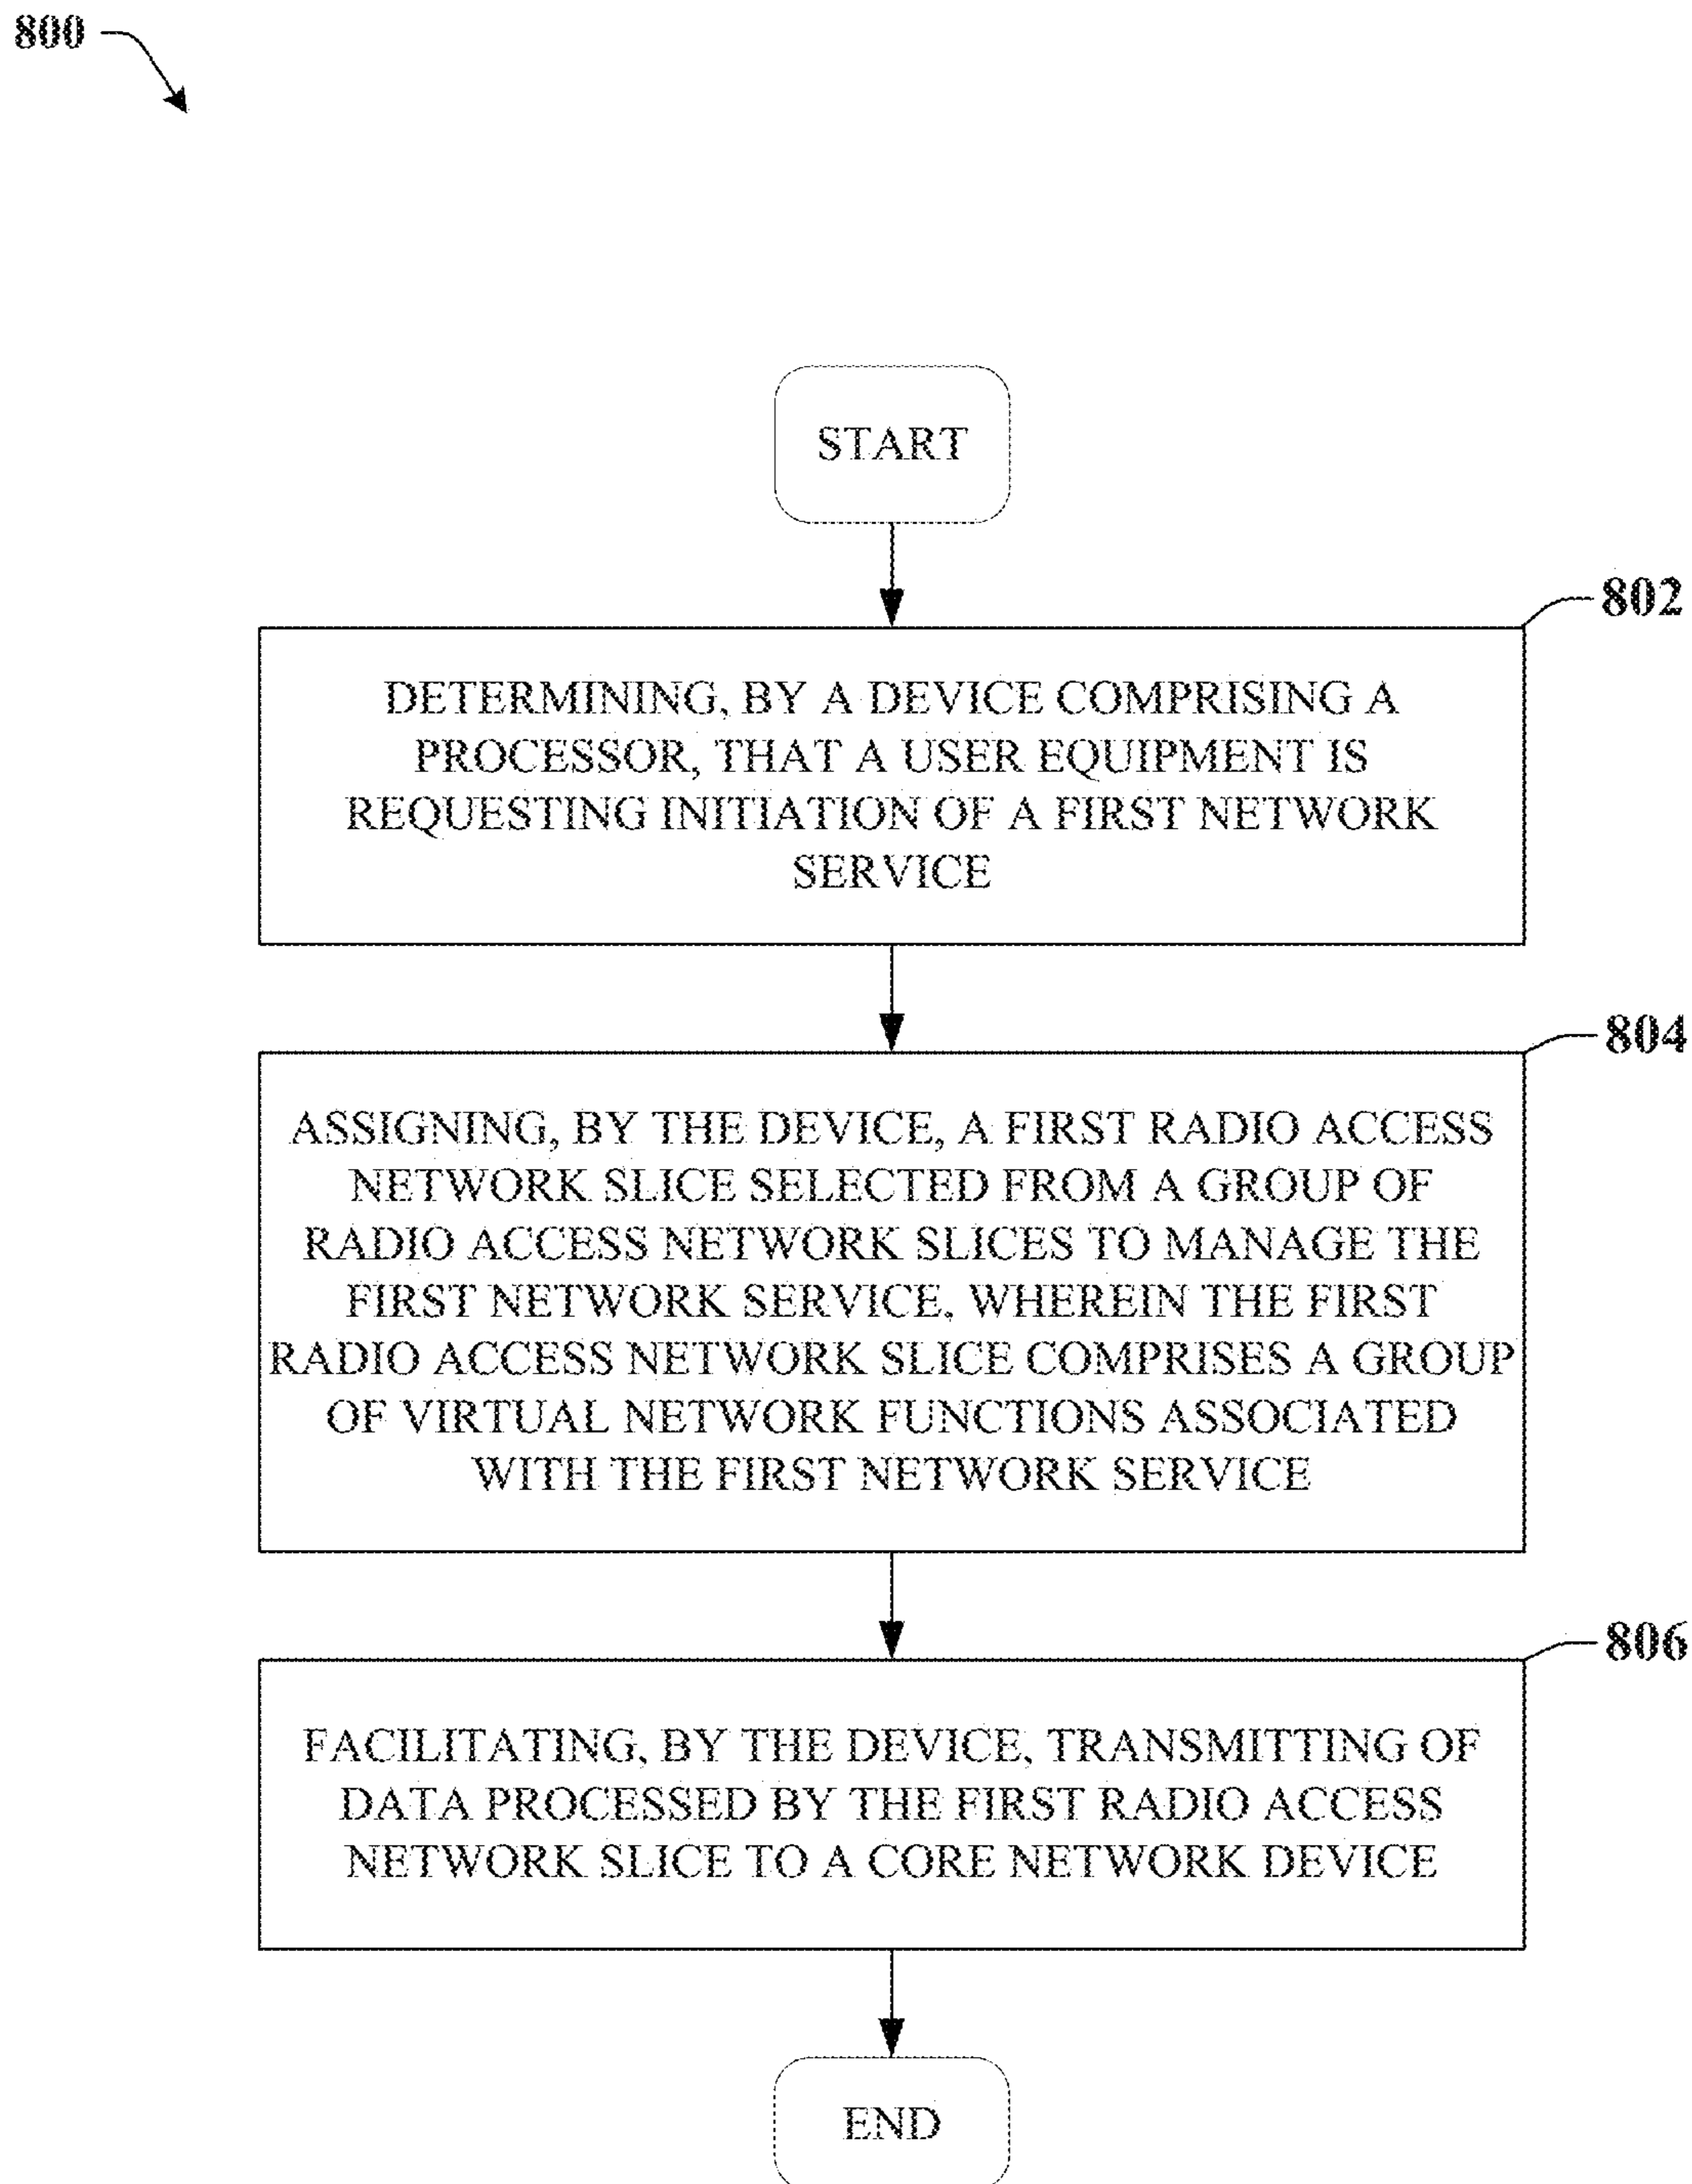 800
START
802
DETERMINING, BY A DEVICE COMPRISING A
PROCESSOR, THAT A USER EQUIPMENT IS
REQUESTING INITIATION OF A FIRST NETWORK
SERVICE
804
ASSIGNING, BY THE DEVICE, A FIRST RADIO ACCESS
NETWORK SLICE SELECTED FROM A GROUP OF
RADIO ACCESS NETWORK SLICES TO MANAGE THE
FIRST NETWORK SERVICE, WHEREIN THE FIRST
RADIO ACCESS NETWORK SLICE COMPRISES A GROUP
OF VIRTUAL NETWORK FUNCTIONS ASSOCIATED
WITH THE FIRST NETWORK SERVICE
806
FACILITATING, BY THE DEVICE, TRANSMITTING OF
DATA PROCESSED BY THE FIRST RADIO ACCESS
NETWORK SLICE TO A CORE NETWORK DEVICE
END